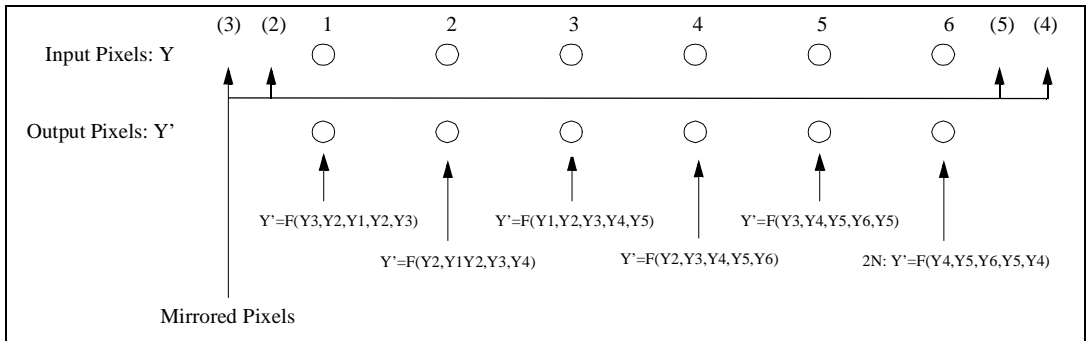 (3) (2) 1 2 3 4 5 6 (5) (4)
Input Pixels: Y
Output Pixels: Y’
Y’=F(Y3,Y2,Y1,Y2,Y3) Y’=F(Y1,Y2,Y3,Y4,Y5) Y’=F(Y3,Y4,Y5,Y6,Y5)
Y’=F(Y2,Y1Y2,Y3,Y4) Y’=F(Y2,Y3,Y4,Y5,Y6) 2N: Y’=F(Y4,Y5,Y6,Y5,Y4)
Mirrored Pixels